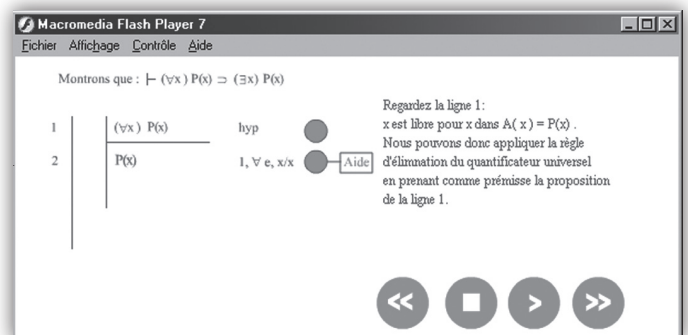 Macromedia Flash Player 7
Fichier Affichage Contrôle Aide
Montrons que : ⊢ (∀x ) P(x) ⊃ (∃x) P(x)
1 (∀x ) P(x) hyp
2 P(x) 1, ∀ e, x/x Aide
Regardez la ligne 1:
x est libre pour x dans A( x ) = P(x) .
Nous pouvons donc appliquer la règle
d'élimnation du quantificateur universel
en prenant comme prémisse la proposition
de la ligne 1.